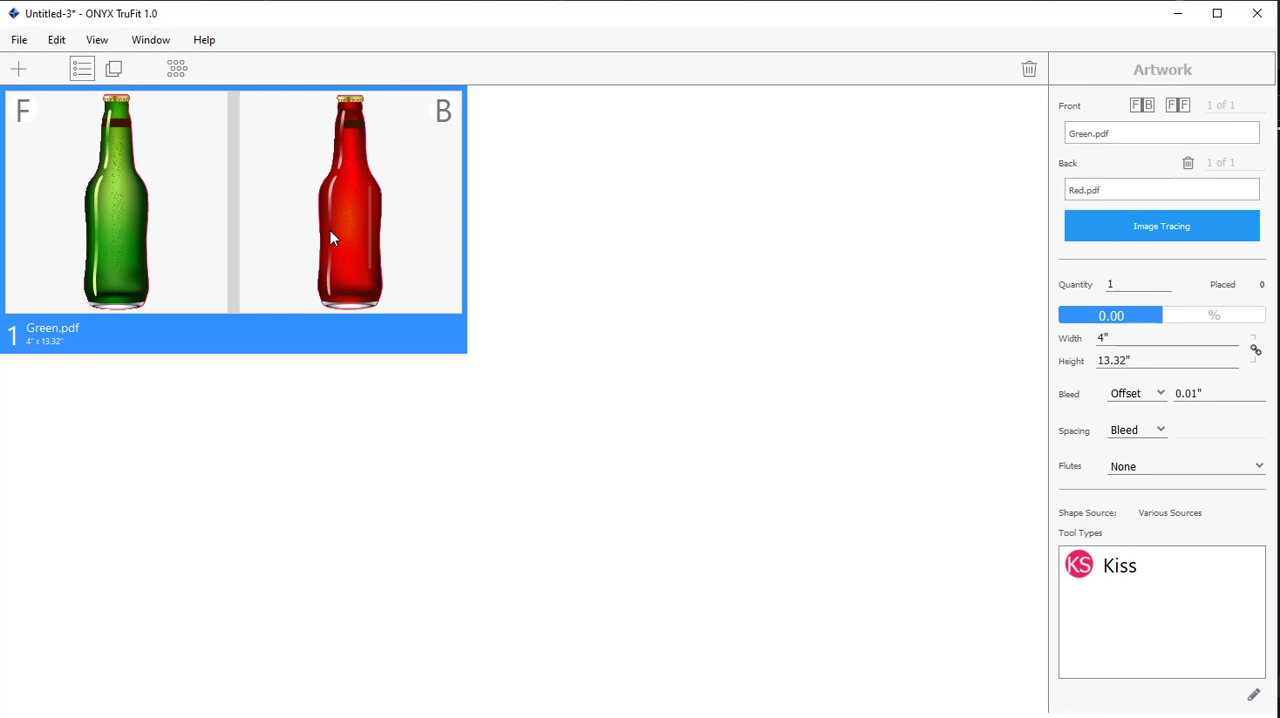 Untitled-3* - ONYX TruFit 1.0
File Edit View Window Help
Artwork
F B
Front F B F F 1 of 1
Green.pdf
Back 1 of 1
Red.pdf
Image Tracing
Quantity 1 Placed 0
0.00 %
1 Green.pdf
4" x 13.32"
Width 4"
Height 13.32"
Bleed Offset 0.01"
Spacing Bleed
Flutes None
Shape Source: Various Sources
Tool Types
KS Kiss